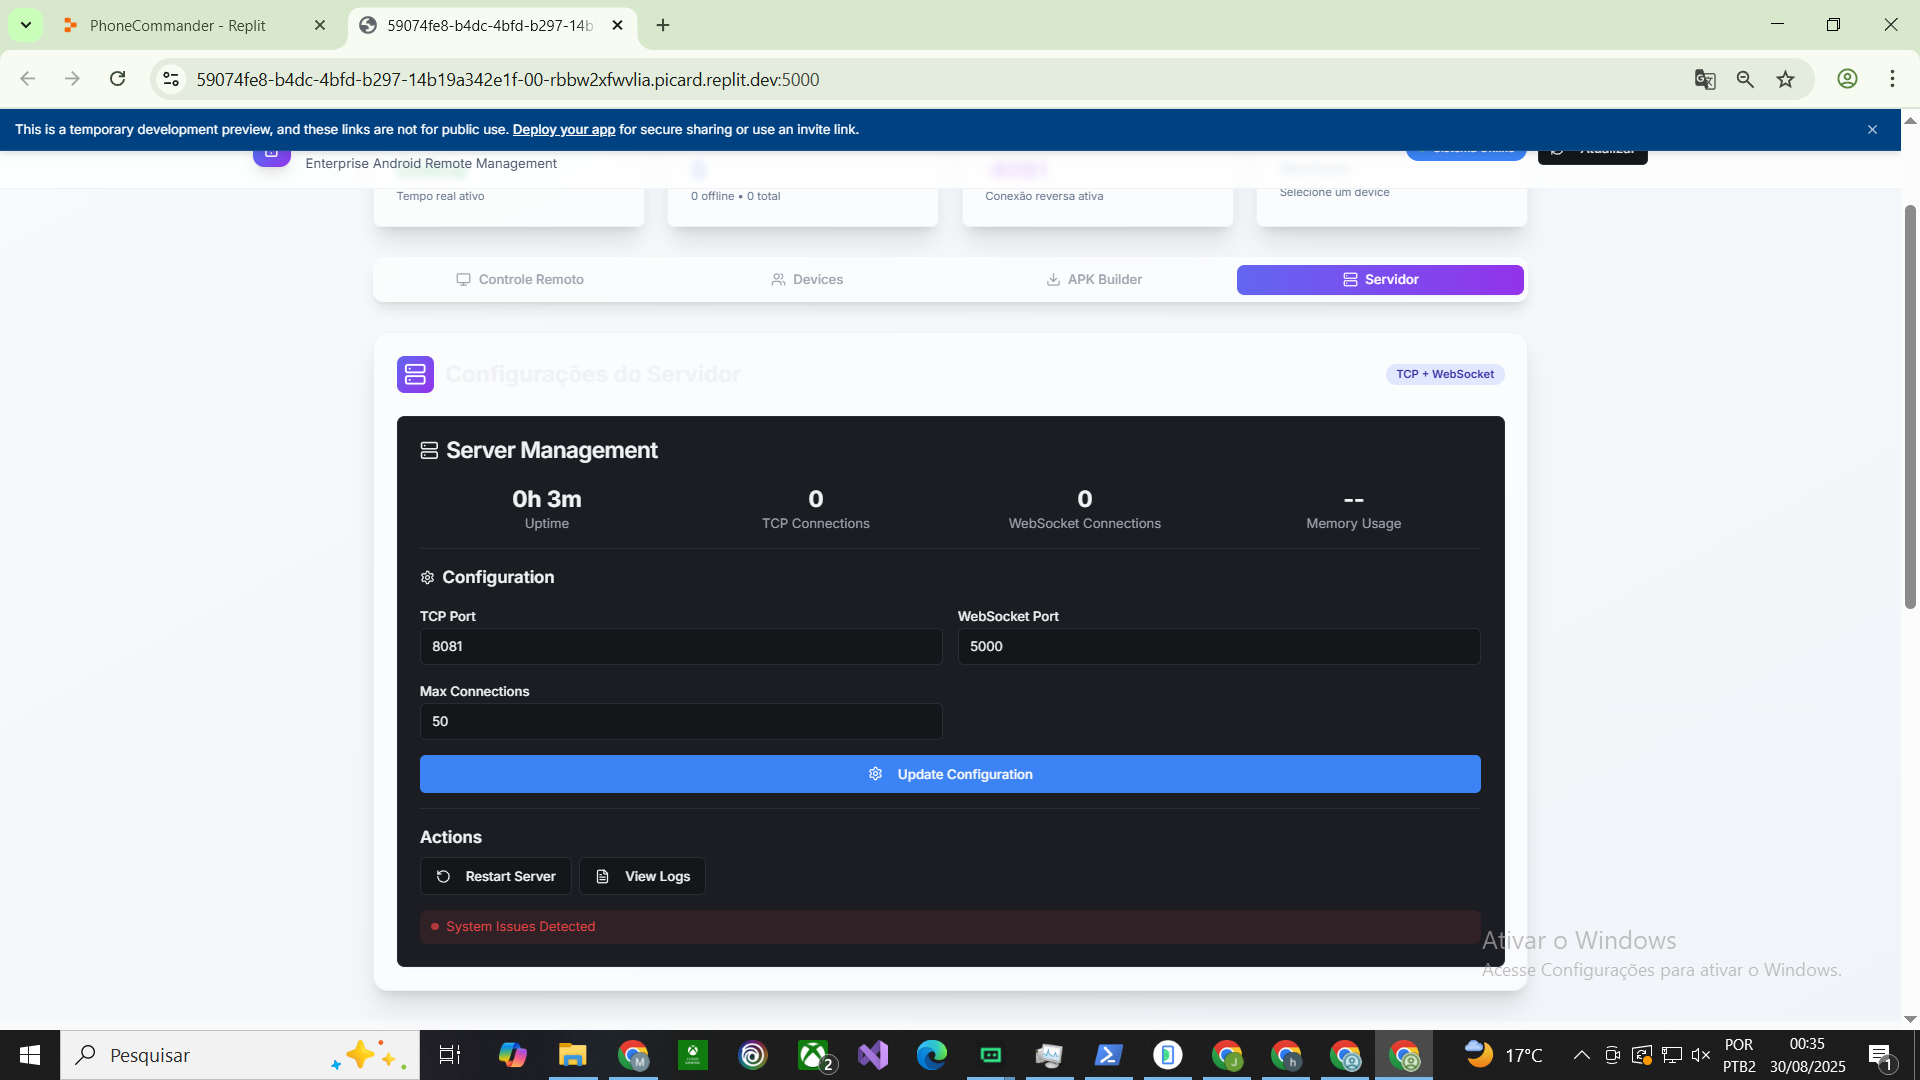 PhoneCommander - Replit
59074fe8-b4dc-4bfd-b297-14b
59074fe8-b4dc-4bfd-b297-14b19a342e1f-00-rbbw2xfwvlia.picard.replit.dev:5000
This is a temporary development preview, and these links are not for public use. Deploy your app for secure sharing or use an invite link.
Enterprise Android Remote Management
Sistema Online
Atualizar
8081
Tempo real ativo
0 offline • 0 total
Conexão reversa ativa
Selecione um device
Controle Remoto
Devices
APK Builder
Servidor
Configurações do Servidor
TCP + WebSocket
Server Management
0h 3m
0
0
--
Uptime
TCP Connections
WebSocket Connections
Memory Usage
Configuration
TCP Port
WebSocket Port
8081
5000
Max Connections
50
Update Configuration
Actions
Restart Server
View Logs
System Issues Detected
Ativar o Windows
Acesse Configurações para ativar o Windows.
Pesquisar
M
2
J
h
17°C
POR
PTB2
00:35
30/08/2025
1